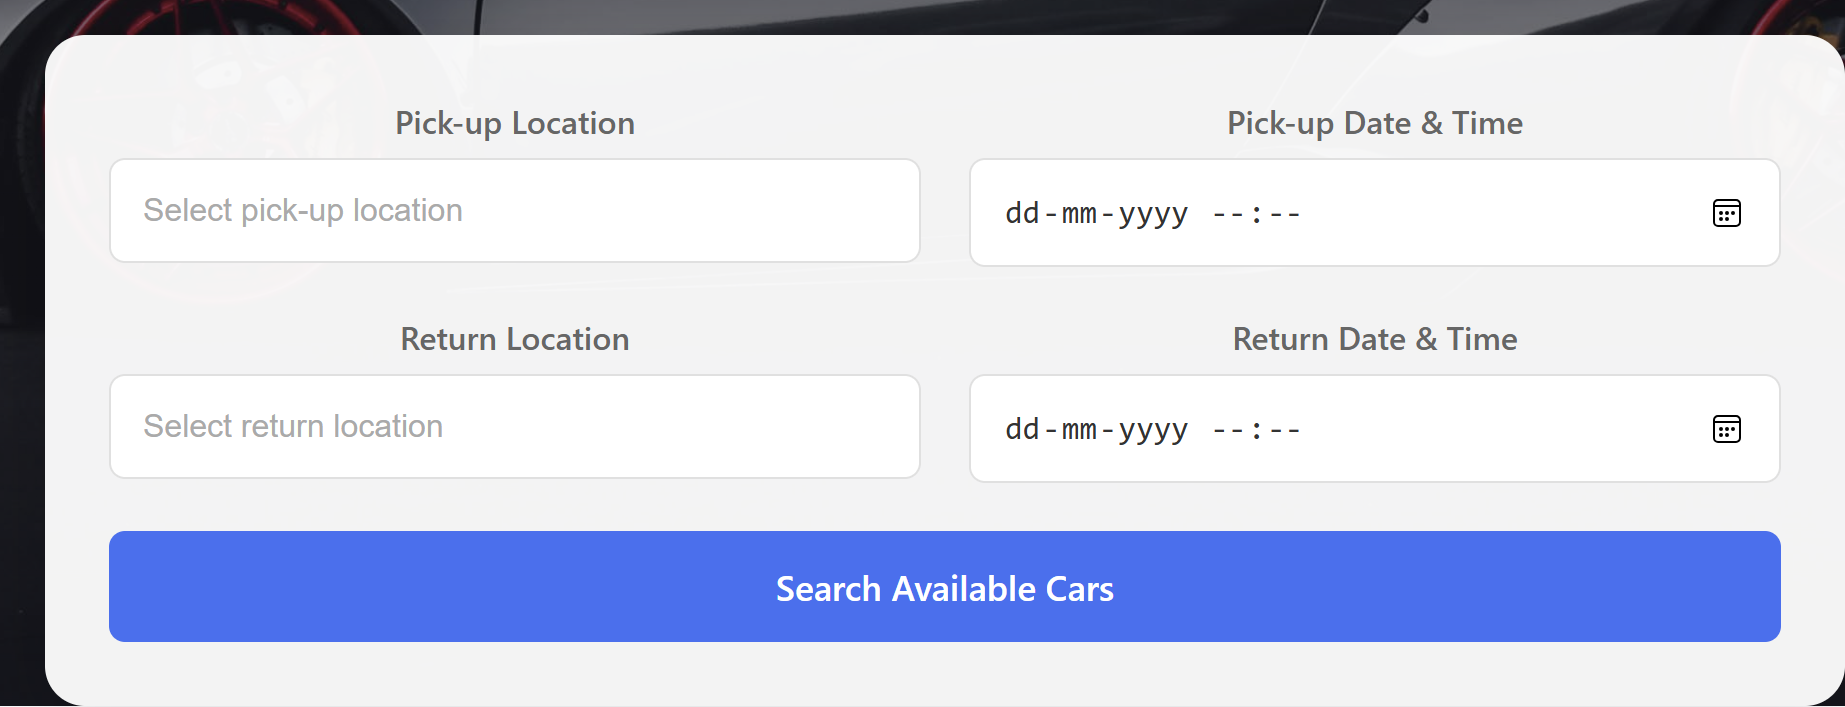 Pick-up Location
Select pick-up location
Pick-up Date & Time
dd-mm-yyyy --:--
Return Location
Select return location
Return Date & Time
dd-mm-yyyy --:--
Search Available Cars